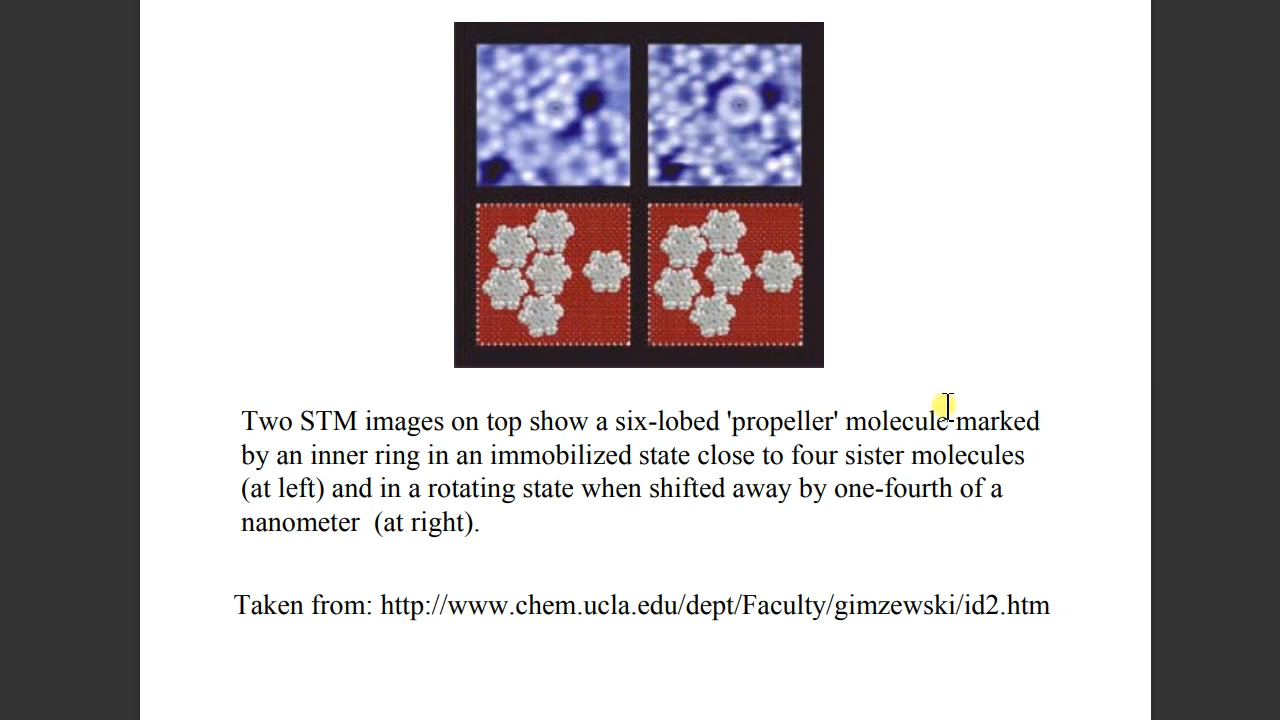 Two STM images on top show a six-lobed 'propeller' molecule marked
by an inner ring in an immobilized state close to four sister molecules
(at left) and in a rotating state when shifted away by one-fourth of a
nanometer (at right).
Taken from: http://www.chem.ucla.edu/dept/Faculty/gimzewski/id2.htm